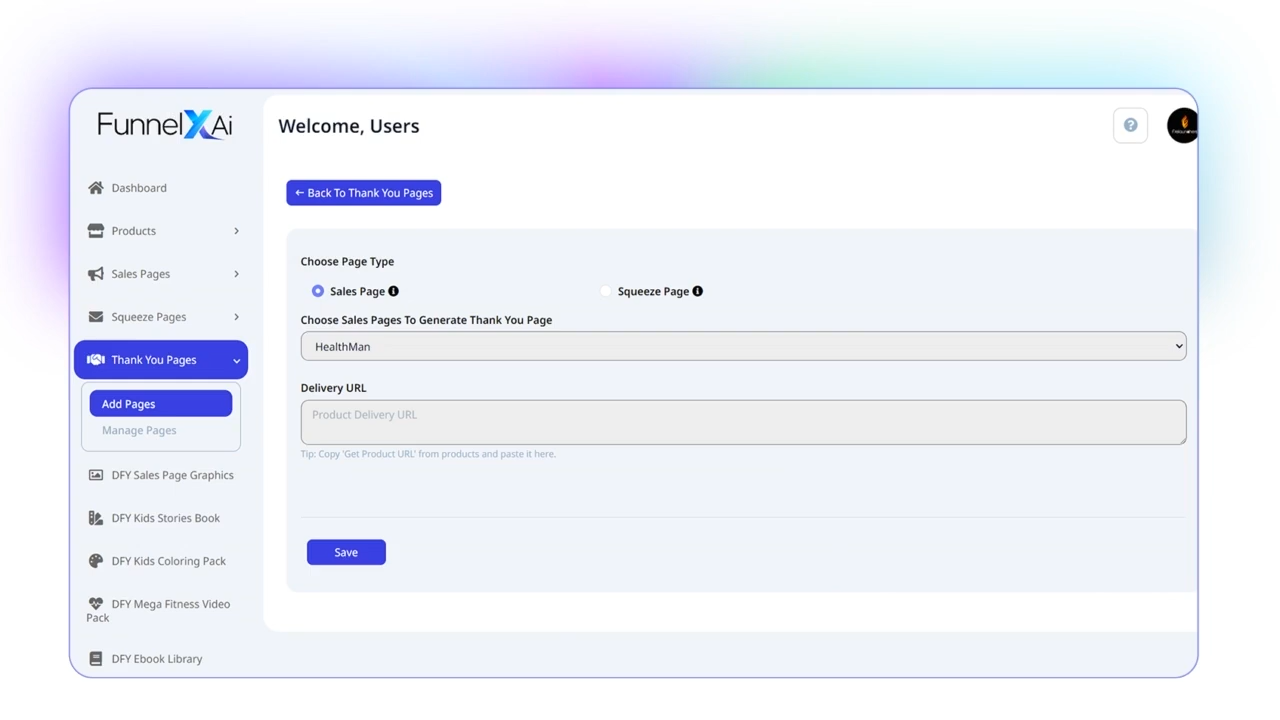 FunnelXAi
Welcome, Users
Dashboard
Products
Sales Pages
Squeeze Pages
Thank You Pages
Add Pages
Manage Pages
DFY Sales Page Graphics
DFY Kids Stories Book
DFY Kids Coloring Pack
DFY Mega Fitness Video
Pack
DFY Ebook Library
← Back To Thank You Pages
Choose Page Type
Sales Page
Squeeze Page
Choose Sales Pages To Generate Thank You Page
HealthMan
Delivery URL
Product Delivery URL
Tip: Copy 'Get Product URL' from products and paste it here.
Save